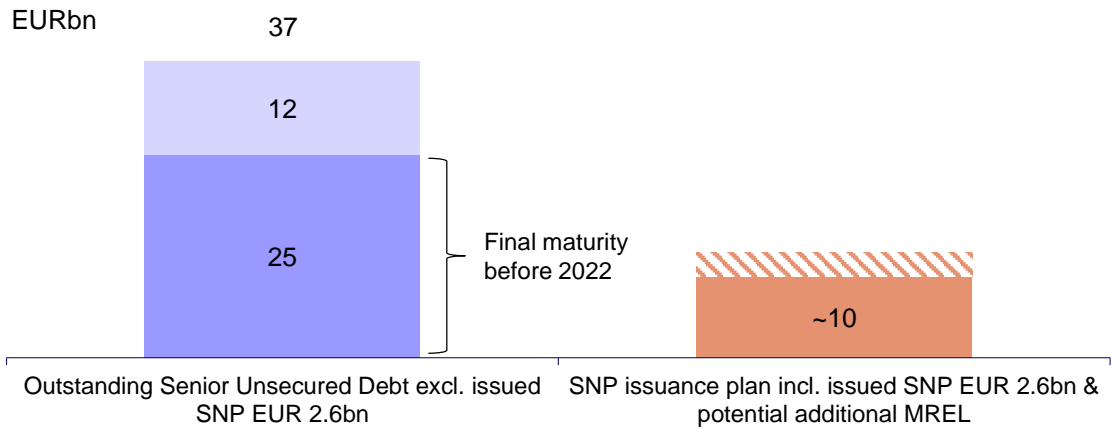 EURbn
37
12
25
Final maturity
before 2022
~10
Outstanding Senior Unsecured Debt excl. issued
SNP EUR 2.6bn
SNP issuance plan incl. issued SNP EUR 2.6bn &
potential additional MREL